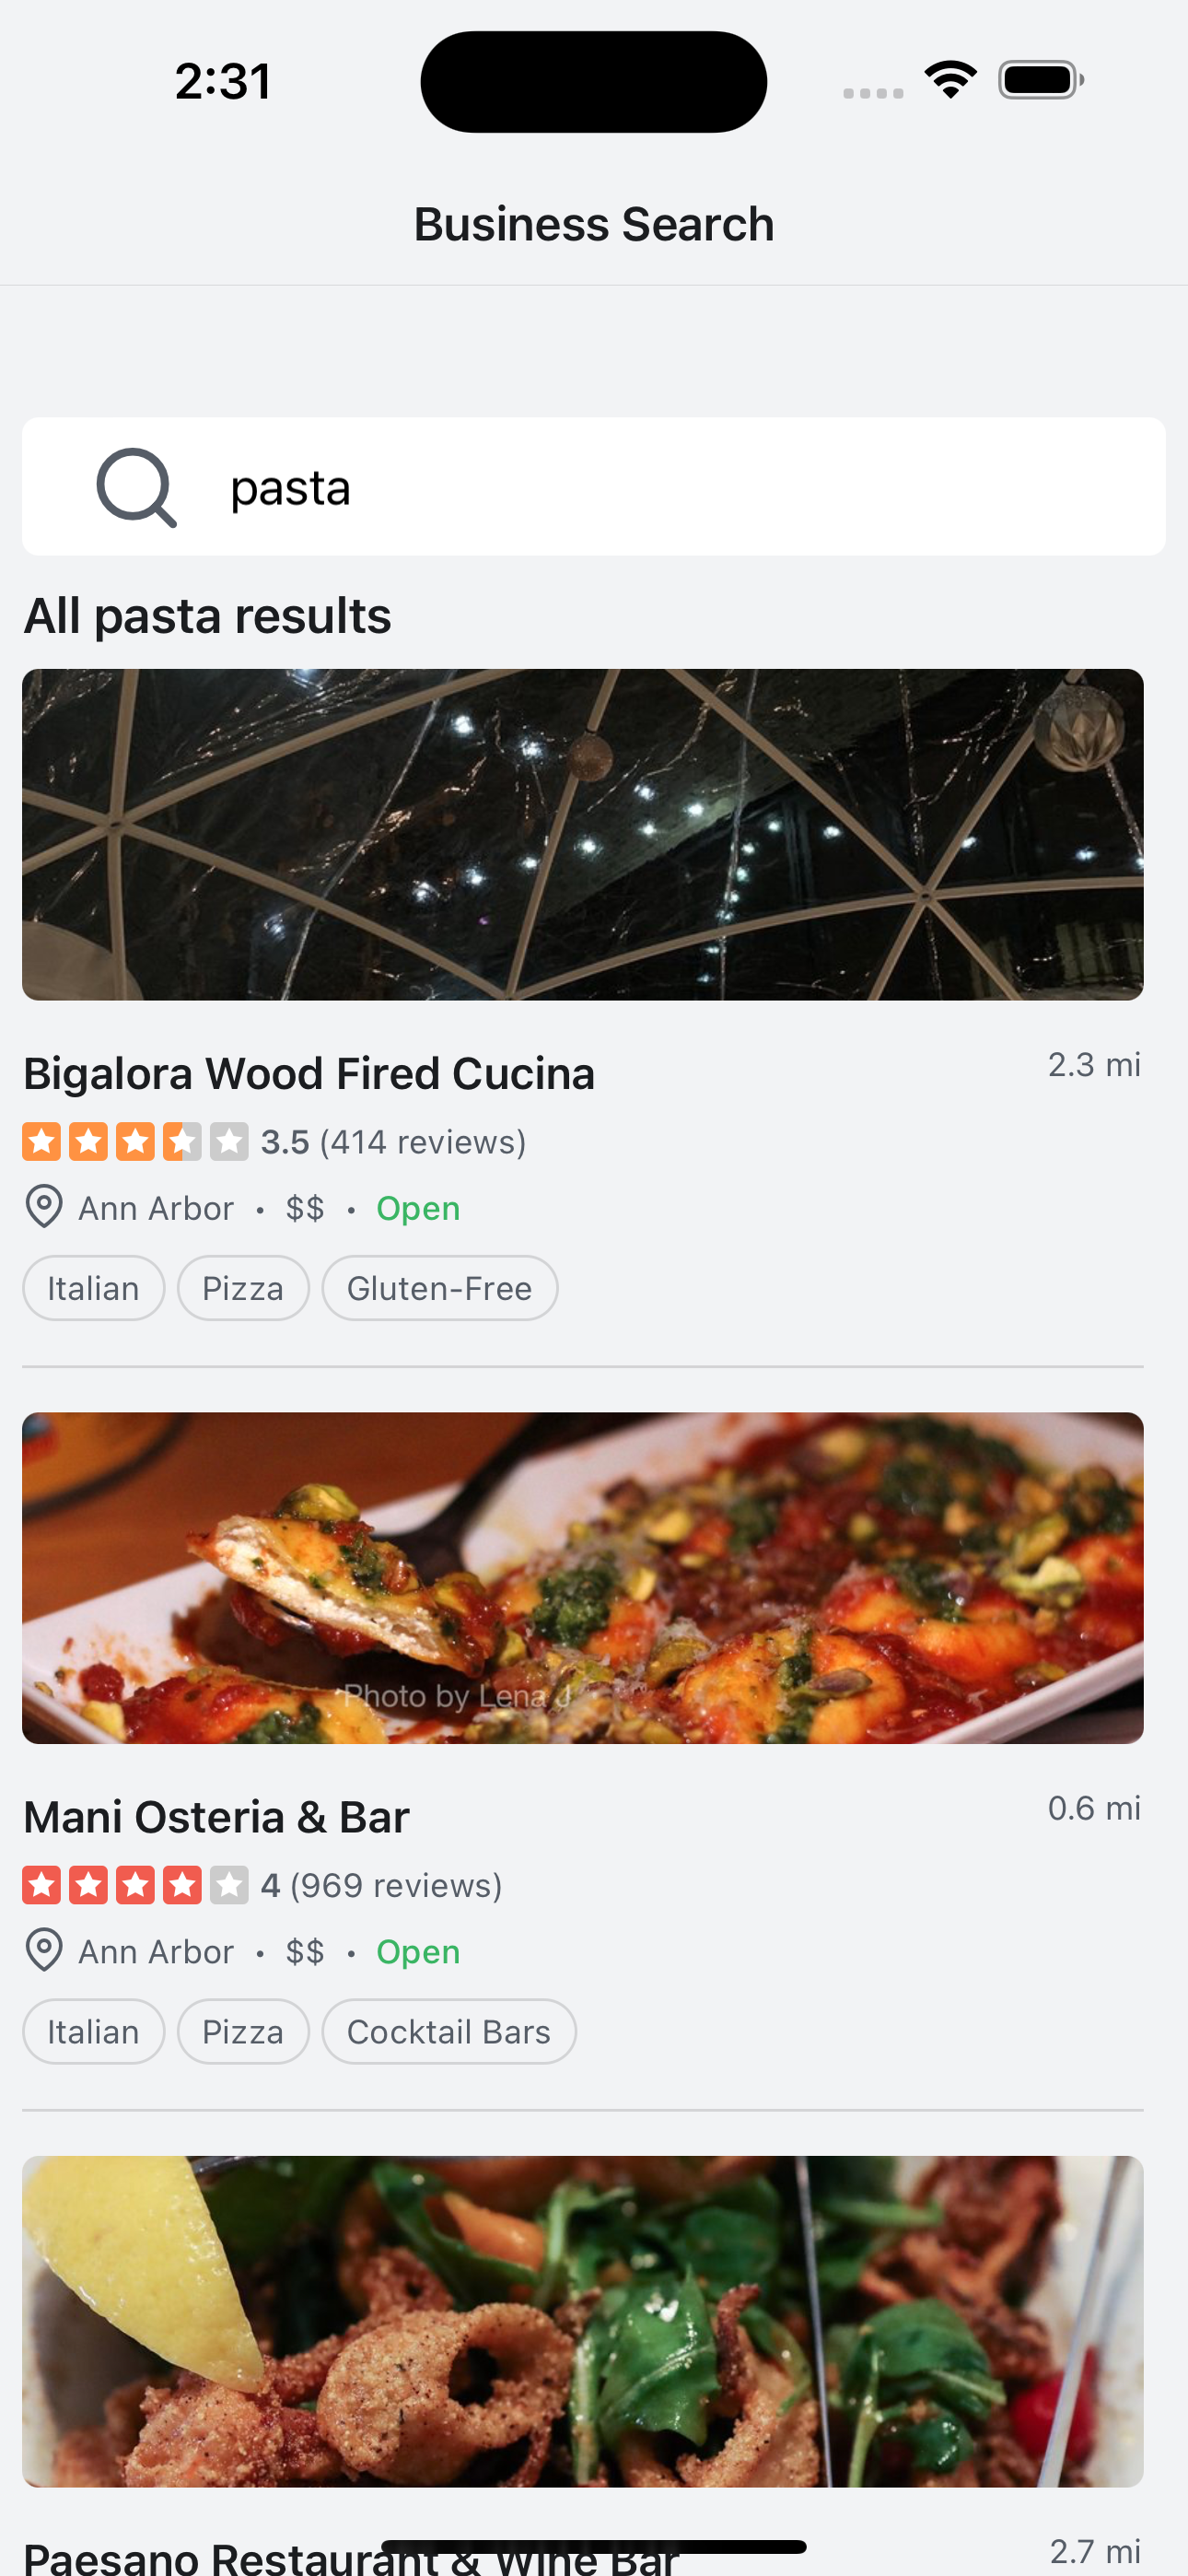 2:31
Business Search
pasta
All pasta results
Bigalora Wood Fired Cucina
2.3 mi
3.5 (414 reviews)
Ann Arbor • $$ • Open
Italian Pizza Gluten-Free
Photo by Lena J
Mani Osteria & Bar
0.6 mi
4 (969 reviews)
Ann Arbor • $$ • Open
Italian Pizza Cocktail Bars
Paesano Restaurant & Wine Bar
2.7 mi